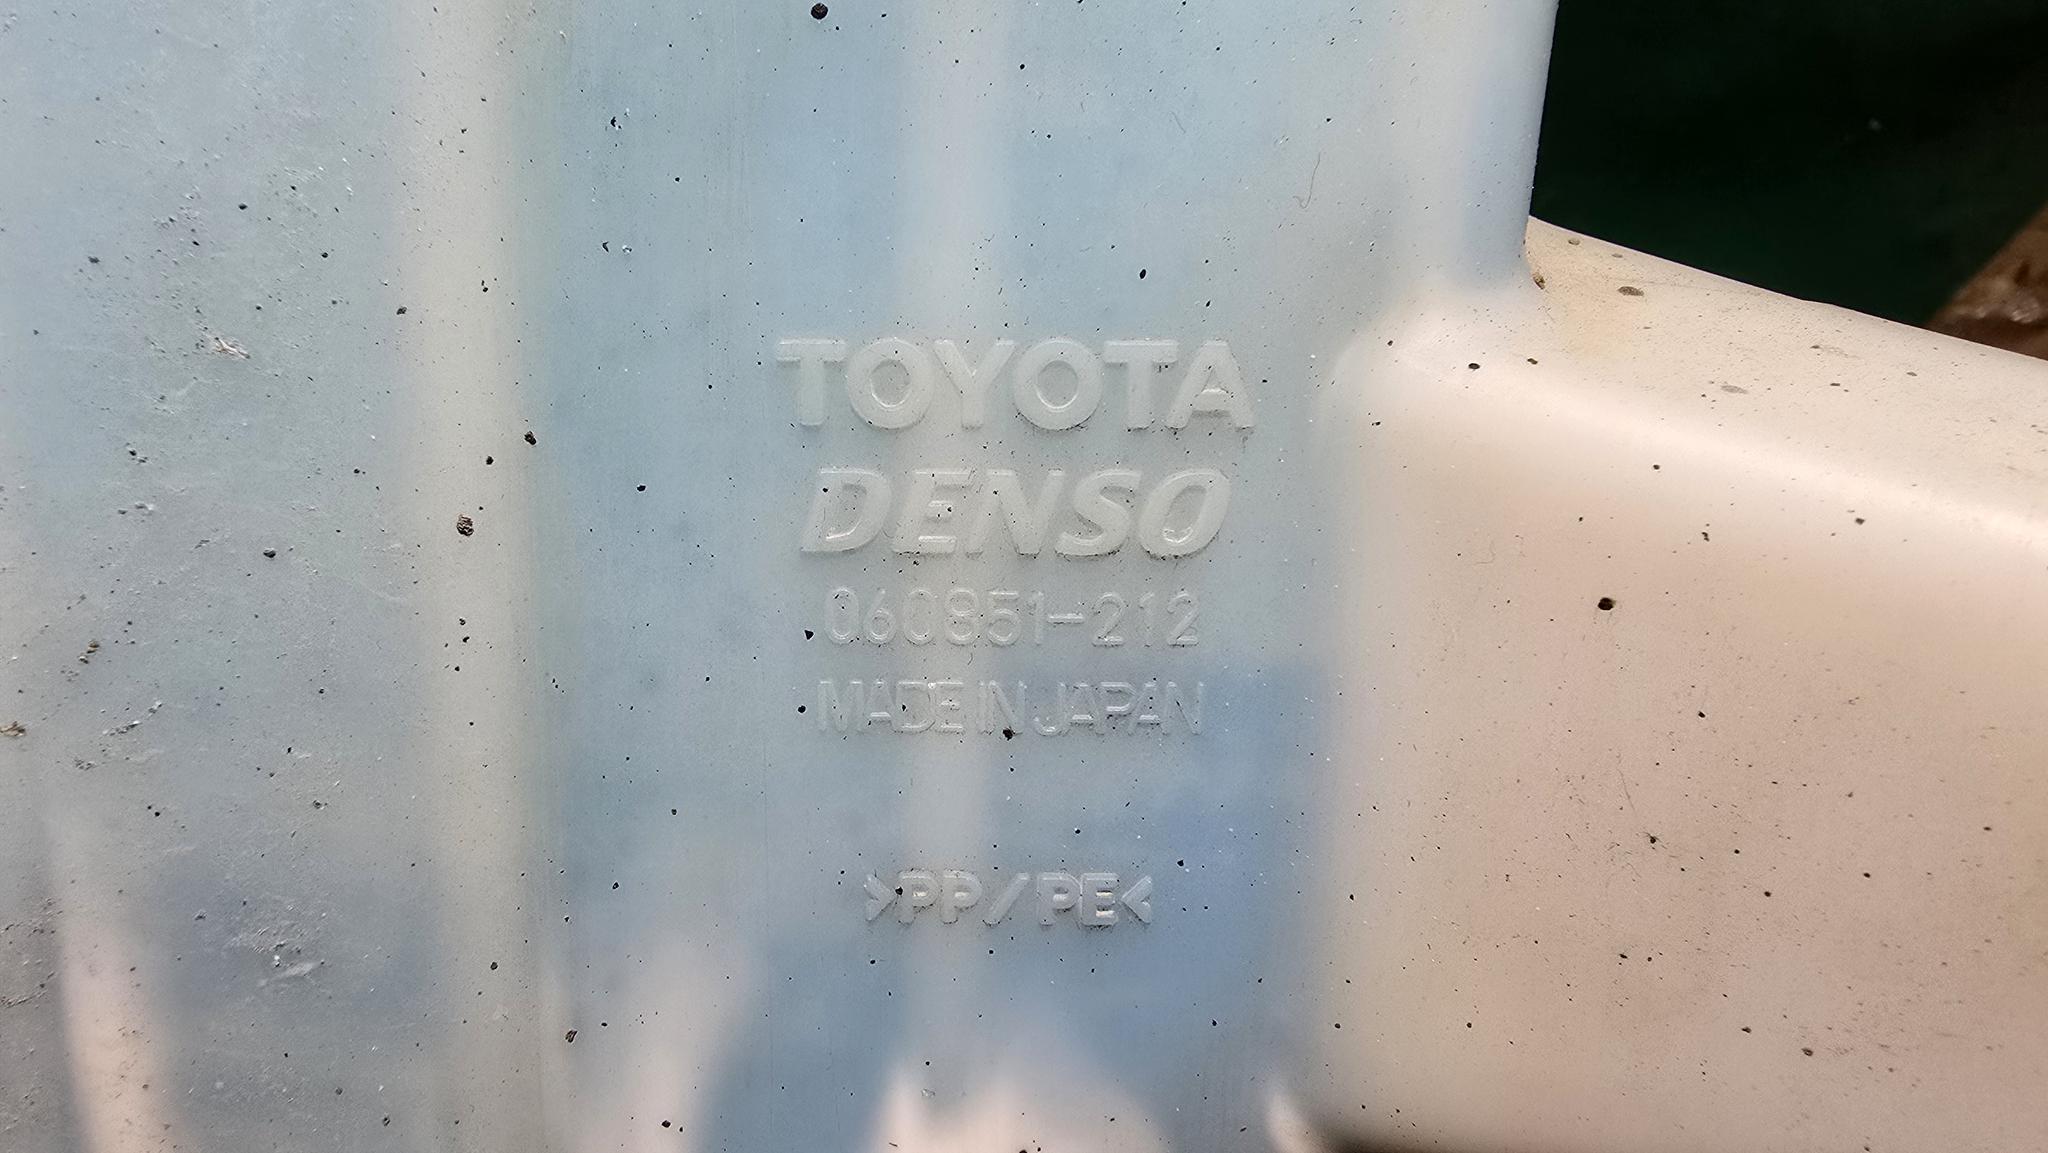 TOYOTA
DENSO
060851-212
MADE IN JAPAN
>PP/PE<